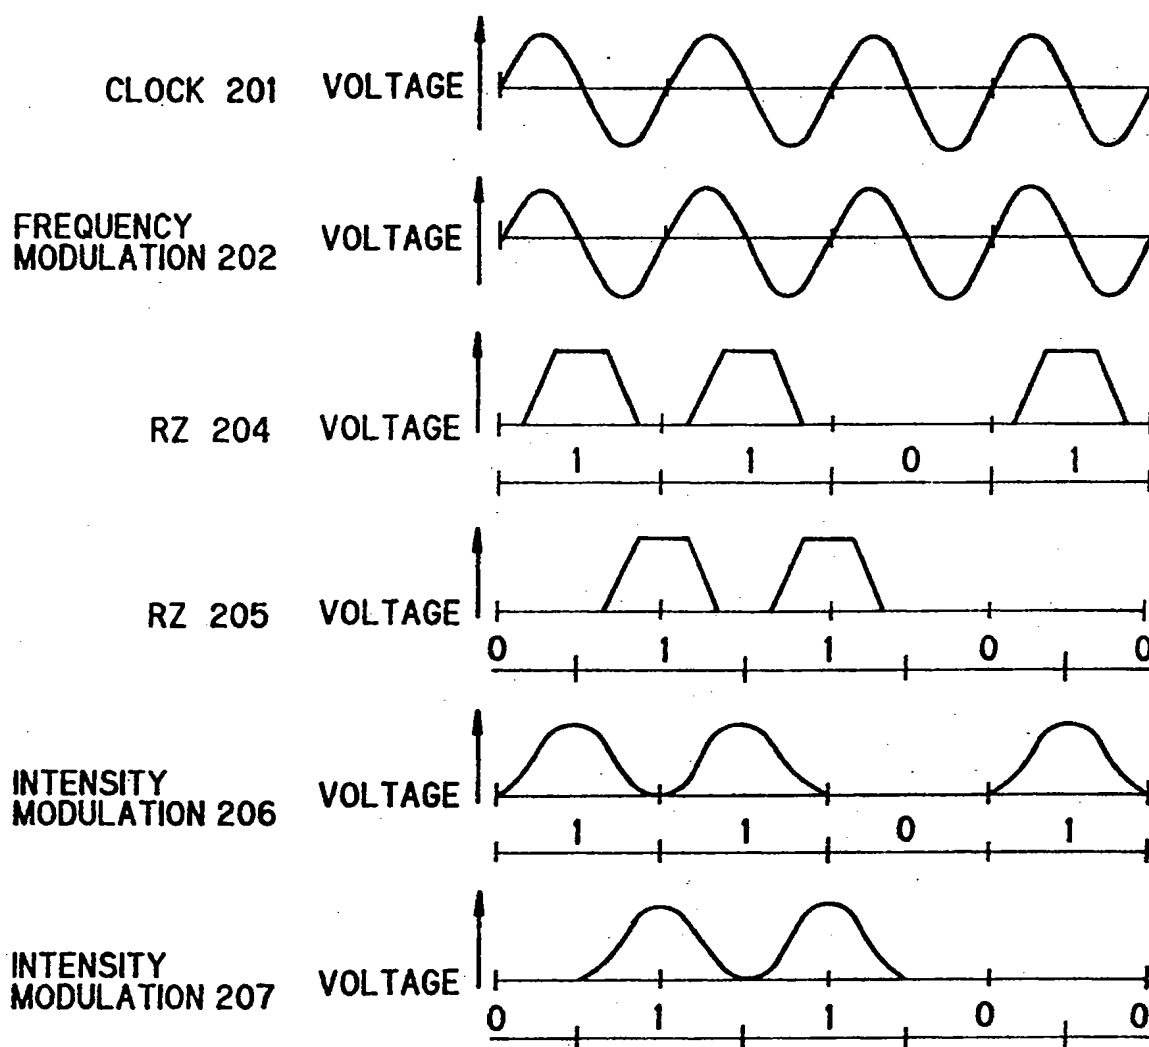 CLOCK 201 VOLTAGE
FREQUENCY
MODULATION 202 VOLTAGE
RZ 204 VOLTAGE
1 1 0 1
RZ 205 VOLTAGE
0 1 1 0 0
INTENSITY
MODULATION 206 VOLTAGE
1 1 0 1
INTENSITY
MODULATION 207 VOLTAGE
0 1 1 0 0